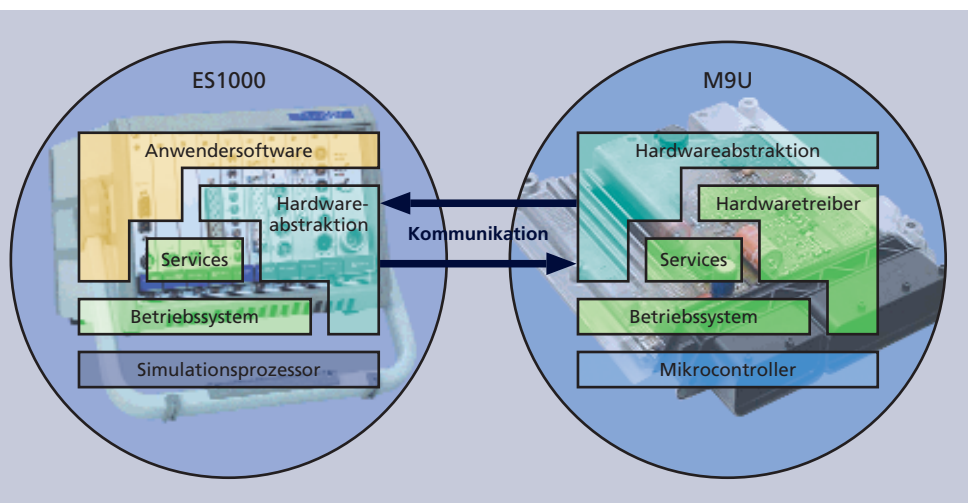 ES1000
Anwendersoftware
Hardware-
abstraktion
Services
Betriebssystem
Simulationsprozessor
Kommunikation
M9U
Hardwareabstraktion
Hardwaretreiber
Services
Betriebssystem
Mikrocontroller